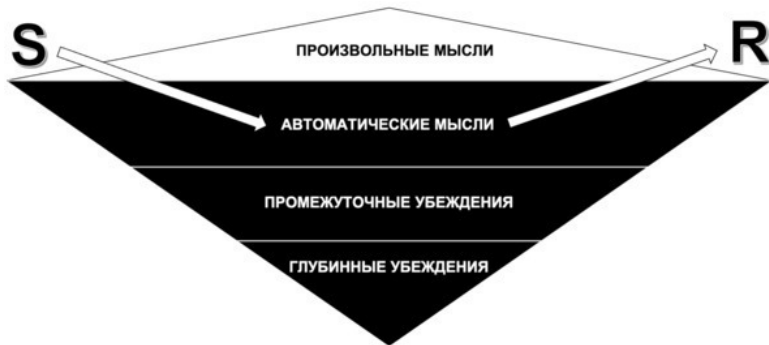 S
ПРОИЗВОЛЬНЫЕ МЫСЛИ
R
АВТОМАТИЧЕСКИЕ МЫСЛИ
ПРОМЕЖУТОЧНЫЕ УБЕЖДЕНИЯ
ГЛУБИННЫЕ УБЕЖДЕНИЯ